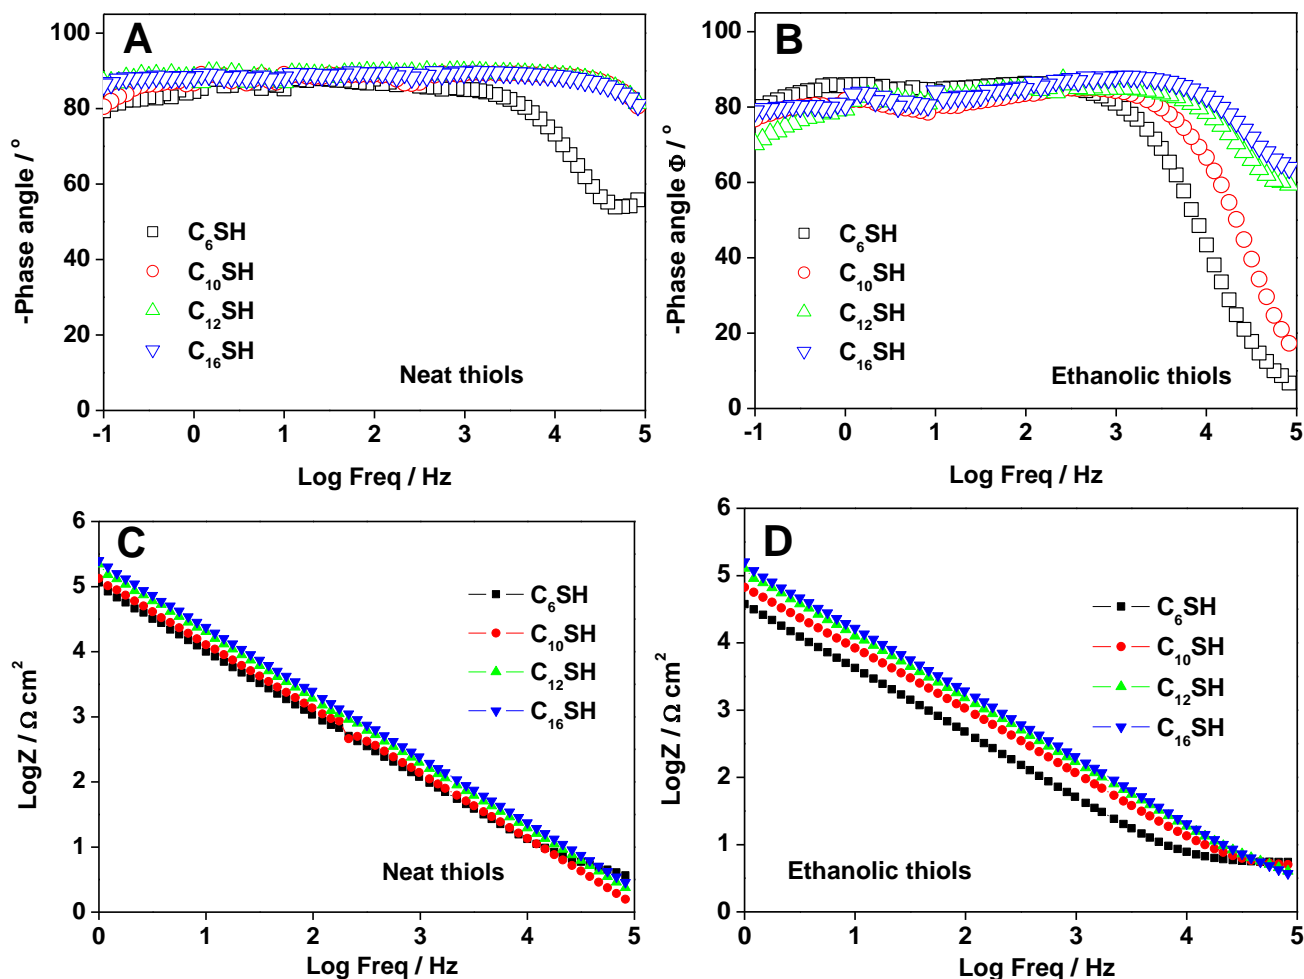 A
100
80
60
40
20
0
-Phase angle / °
C₆SH
C₁₀SH
C₁₂SH
C₁₆SH
Neat thiols
-1 0 1 2 3 4 5
Log Freq / Hz
B
100
80
60
40
20
0
-Phase angle Φ / °
C₆SH
C₁₀SH
C₁₂SH
C₁₆SH
Ethanolic thiols
-1 0 1 2 3 4 5
Log Freq / Hz
C
6
5
4
3
2
1
0
LogZ / Ω cm²
C₆SH
C₁₀SH
C₁₂SH
C₁₆SH
Neat thiols
0 1 2 3 4 5
Log Freq / Hz
D
6
5
4
3
2
1
0
LogZ / Ω cm²
C₆SH
C₁₀SH
C₁₂SH
C₁₆SH
Ethanolic thiols
0 1 2 3 4 5
Log Freq / Hz